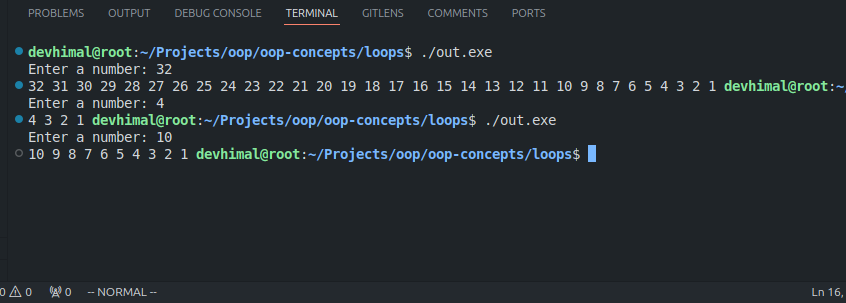 PROBLEMS OUTPUT DEBUG CONSOLE TERMINAL GITLENS COMMENTS PORTS
devhimal@root:~/Projects/oop/oop-concepts/loops$ ./out.exe
Enter a number: 32
32 31 30 29 28 27 26 25 24 23 22 21 20 19 18 17 16 15 14 13 12 11 10 9 8 7 6 5 4 3 2 1 devhimal@root:~/
Enter a number: 4
4 3 2 1 devhimal@root:~/Projects/oop/oop-concepts/loops$ ./out.exe
Enter a number: 10
10 9 8 7 6 5 4 3 2 1 devhimal@root:~/Projects/oop/oop-concepts/loops$
0 0 0 -- NORMAL -- Ln 16,